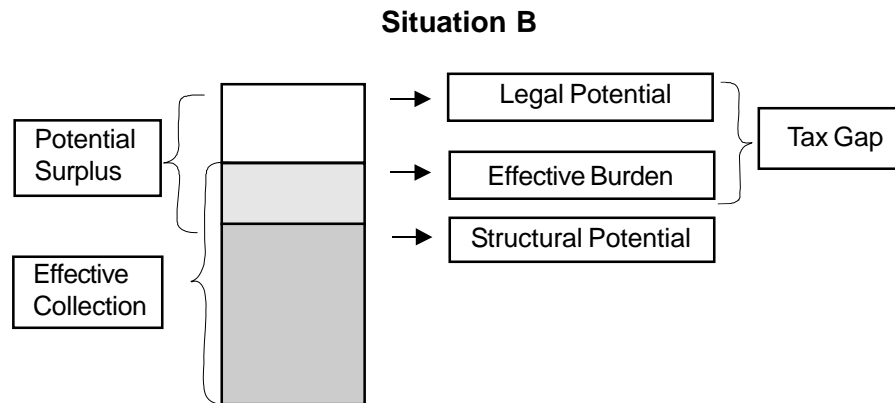 Situation B
Legal Potential
Potential
Surplus
Tax Gap
Effective Burden
Structural Potential
Effective
Collection